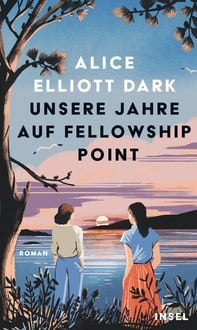 ALICE
ELLIOTT DARK
UNSERE JAHRE
AUF FELLOWSHIP
POINT
ROMAN
INSEL